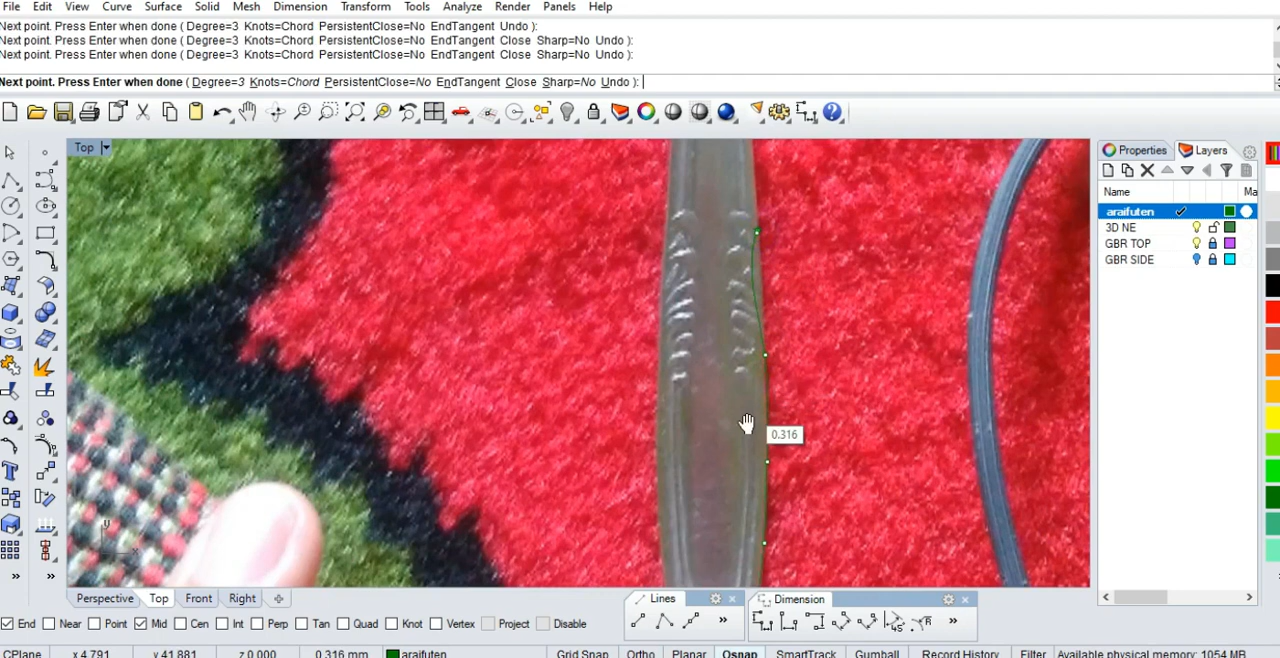 File Edit View Curve Surface Solid Mesh Dimension Transform Tools Analyze Render Panels Help
Next point. Press Enter when done ( Degree=3 Knots=Chord PersistentClose=No EndTangent Undo ):
Next point. Press Enter when done ( Degree=3 Knots=Chord PersistentClose=No EndTangent Close Sharp=No Undo ):
Next point. Press Enter when done ( Degree=3 Knots=Chord PersistentClose=No EndTangent Close Sharp=No Undo ):
Next point. Press Enter when done ( Degree=3 Knots=Chord PersistentClose=No EndTangent Close Sharp=No Undo ):
Top
Properties Layers
Name Ma
araifuten
3D NE
GBR TOP
GBR SIDE
0.316
y
x
Perspective Top Front Right
Lines
Dimension
End Near Point Mid Cen Int Perp Tan Quad Knot Vertex Project Disable
CPlane x 4.791 y 41.881 z 0.000 0.316 mm araifuten Grid Snap Ortho Planar Osnap SmartTrack Gumball Record History Filter Available physical memory: 1054 MB